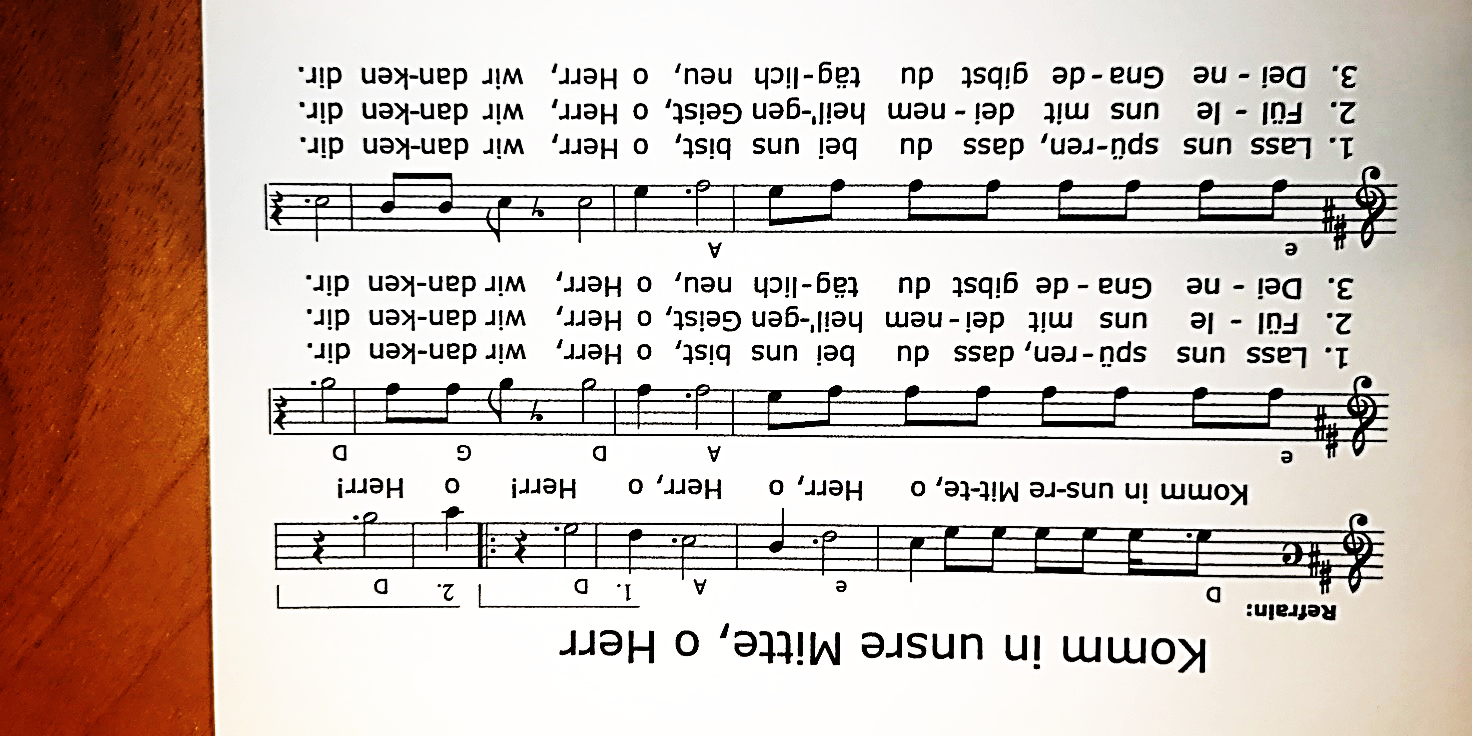 Komm in unsre Mitte, o Herr
Refrain:
D e A 1. D 2. D
Komm in uns-re Mit-te, o Herr, o Herr, o Herr! o Herr!
e A D G D
1. Lass uns spü-ren, dass du bei uns bist, o Herr, wir dan-ken dir.
2. Fül - le uns mit dei - nem heil'-gen Geist, o Herr, wir dan-ken dir.
3. Dei - ne Gna - de gibst du täg-lich neu, o Herr, wir dan-ken dir.
e A
1. Lass uns spü-ren, dass du bei uns bist, o Herr, wir dan-ken dir.
2. Fül - le uns mit dei - nem heil'-gen Geist, o Herr, wir dan-ken dir.
3. Dei - ne Gna - de gibst du täg-lich neu, o Herr, wir dan-ken dir.